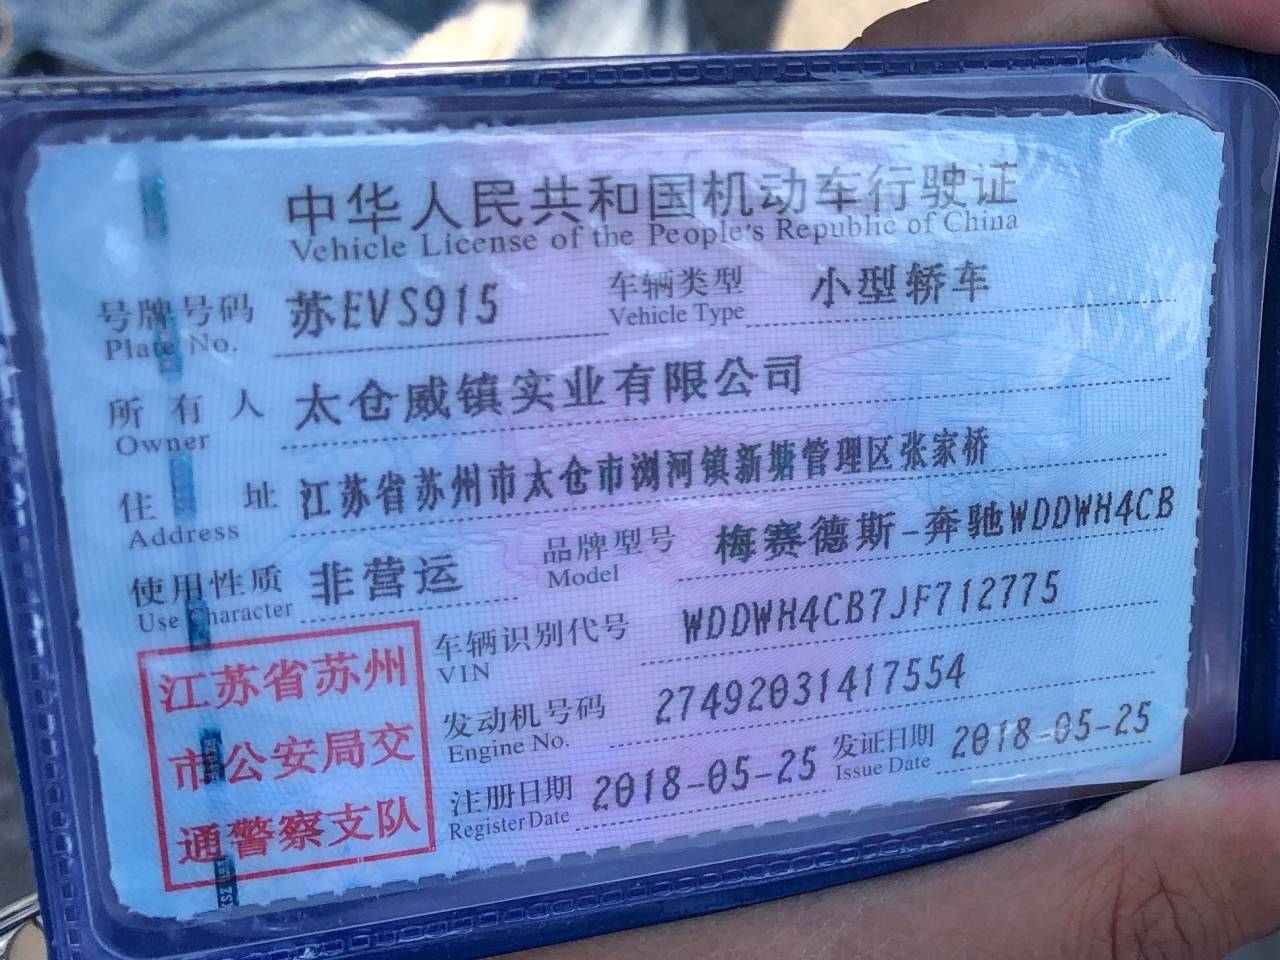 中华人民共和国机动车行驶证
Vehicle License of the People's Republic of China
号牌号码 苏EVS915 车辆类型 小型轿车
Plate No. Vehicle Type
所有人 太仓威镇实业有限公司
Owner
住址 江苏省苏州市太仓市浏河镇新塘管理区张家桥
Address
使用性质 非营运 品牌型号 梅赛德斯-奔驰WDDWH4CB
Use Character Model
车辆识别代号 WDDWH4CB7JF712775
VIN
发动机号码 27492031417554
Engine No.
注册日期 2018-05-25 发证日期 2018-05-25
Register Date Issue Date
江苏省苏州
市公安局交
通警察支队